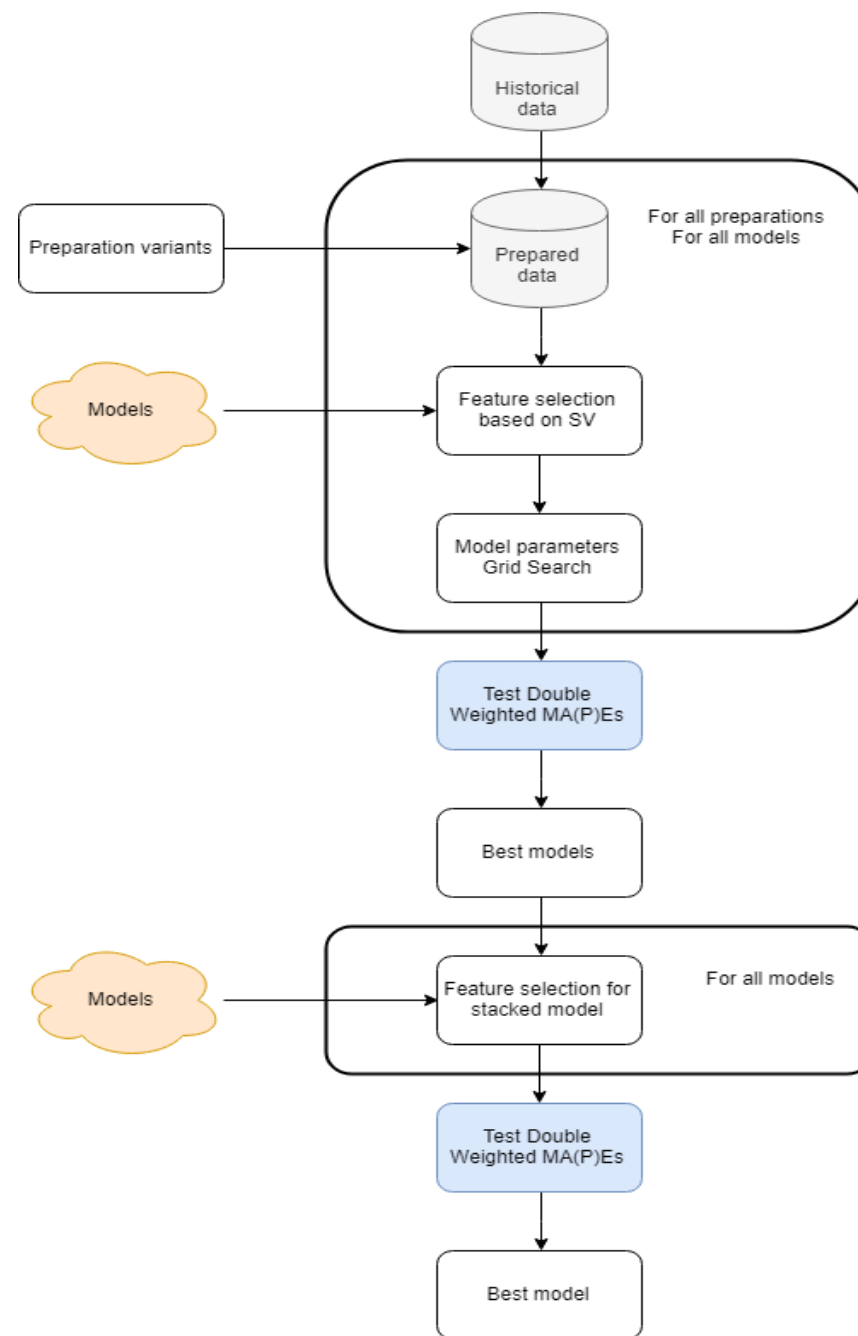 Historical
data
For all preparations
For all models
Preparation variants
Prepared
data
Models
Feature selection
based on SV
Model parameters
Grid Search
Test Double
Weighted MA(P)Es
Best models
Models
Feature selection for
stacked model
For all models
Test Double
Weighted MA(P)Es
Best model